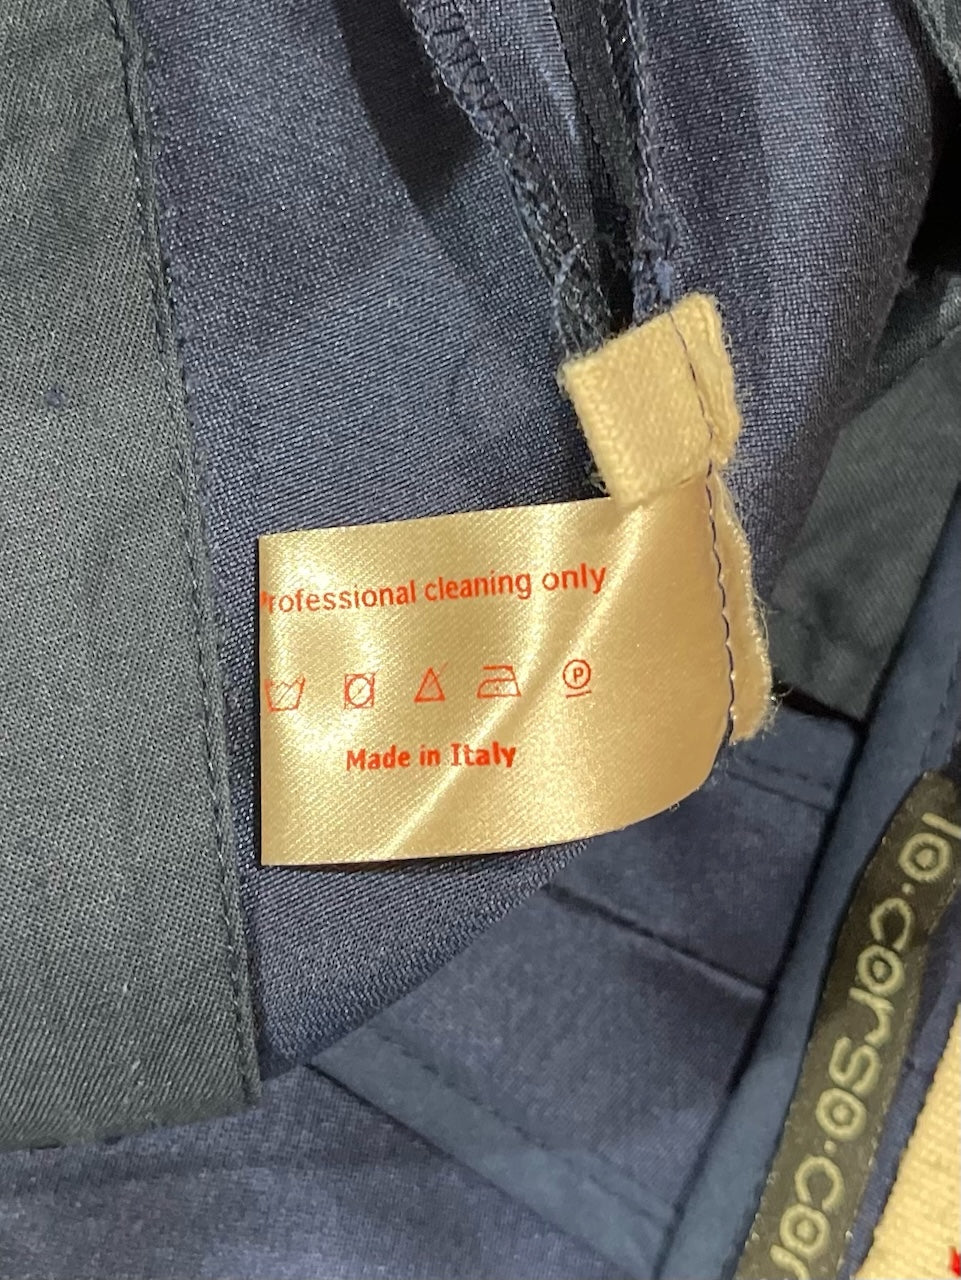 Professional cleaning only
P
Made in Italy
lo·corso·cor